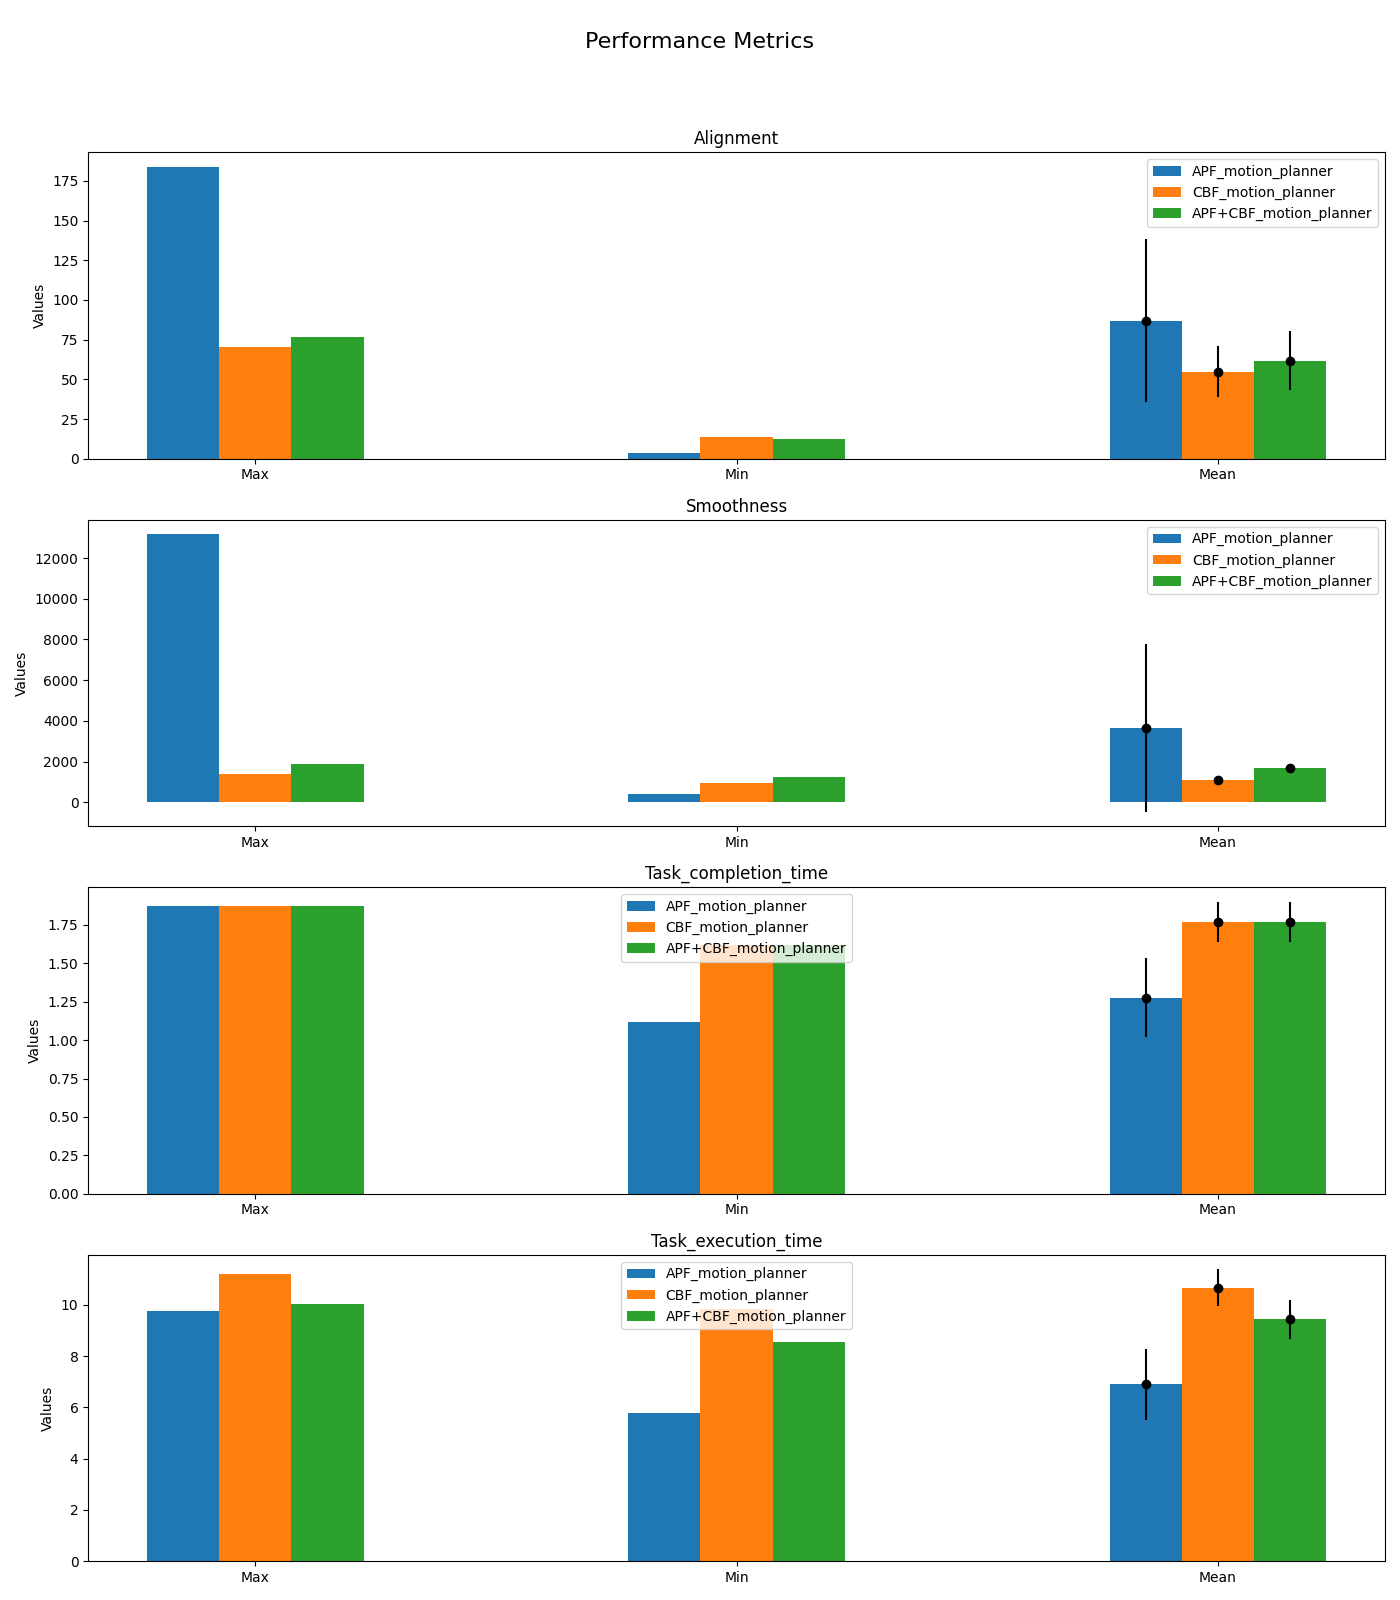 Performance Metrics
Alignment
APF_motion_planner
CBF_motion_planner
APF+CBF_motion_planner
Values
175
150
125
100
75
50
25
0
Max Min Mean
Smoothness
APF_motion_planner
CBF_motion_planner
APF+CBF_motion_planner
Values
12000
10000
8000
6000
4000
2000
0
Max Min Mean
Task_completion_time
APF_motion_planner
CBF_motion_planner
APF+CBF_motion_planner
Values
1.75
1.50
1.25
1.00
0.75
0.50
0.25
0.00
Max Min Mean
Task_execution_time
APF_motion_planner
CBF_motion_planner
APF+CBF_motion_planner
Values
10
8
6
4
2
0
Max Min Mean